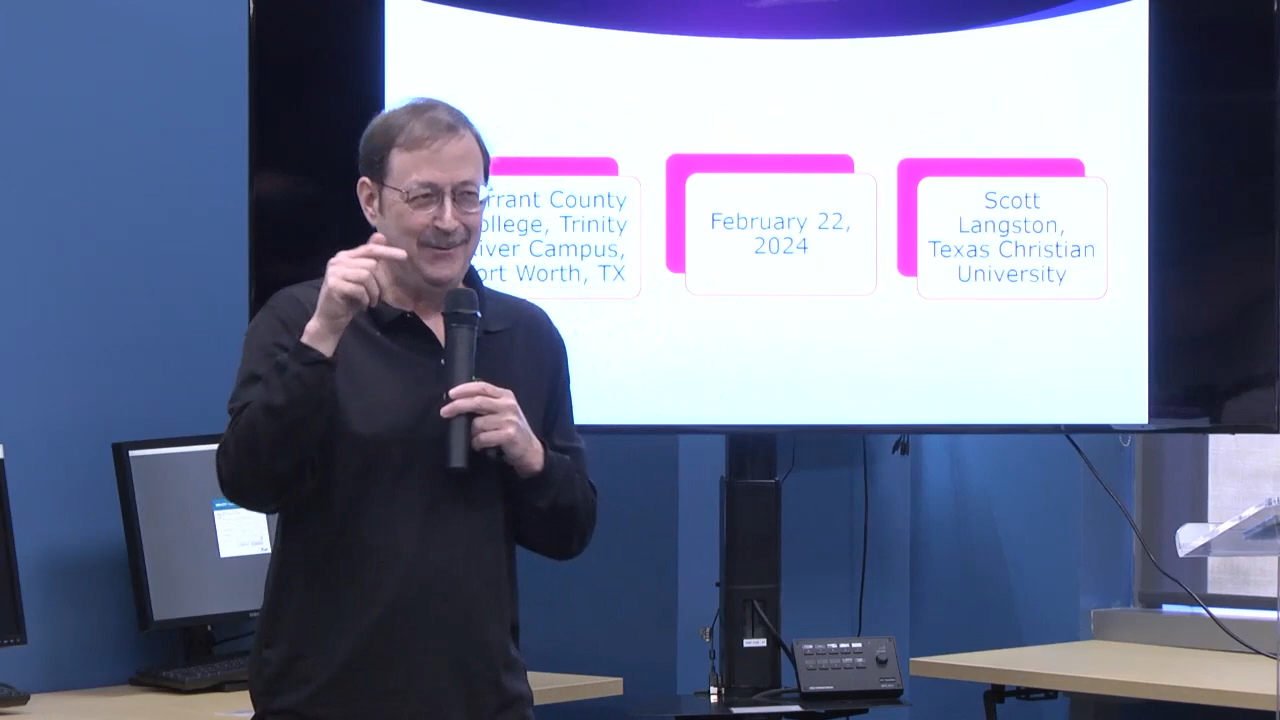 rrant County
ollege, Trinity
iver Campus,
ort Worth, TX
February 22,
2024
Scott
Langston,
Texas Christian
University